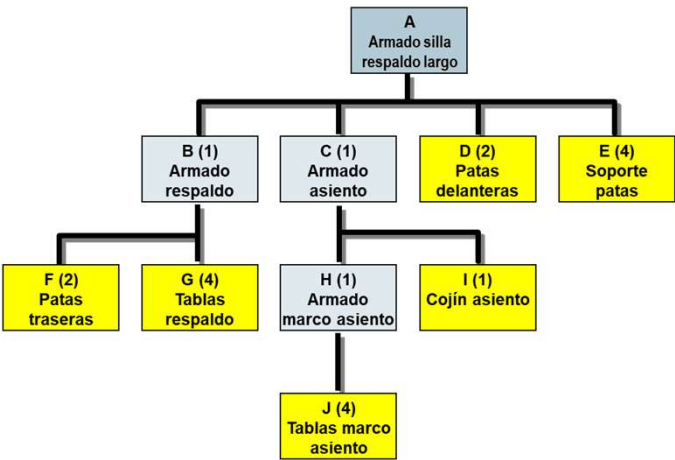 A
Armado silla
respaldo largo
B (1)
Armado
respaldo
C (1)
Armado
asiento
D (2)
Patas
delanteras
E (4)
Soporte
patas
F (2)
Patas
traseras
G (4)
Tablas
respaldo
H (1)
Armado
marco asiento
I (1)
Cojín asiento
J (4)
Tablas marco
asiento